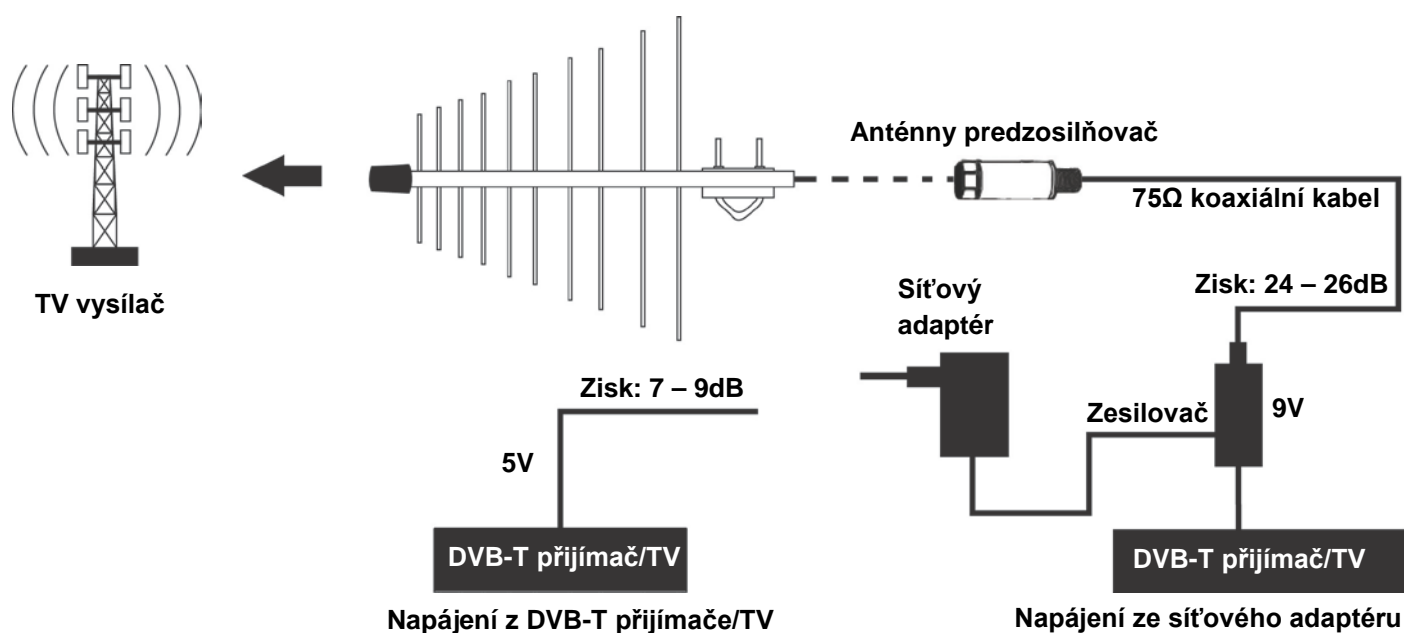 Anténny predzosilňovač
75Ω koaxiální kabel
TV vysílač
Síťový
adaptér
Zisk: 24 – 26dB
Zisk: 7 – 9dB
Zesilovač
9V
5V
DVB-T přijímač/TV
DVB-T přijímač/TV
Napájení z DVB-T přijímače/TV
Napájení ze síťového adaptéru